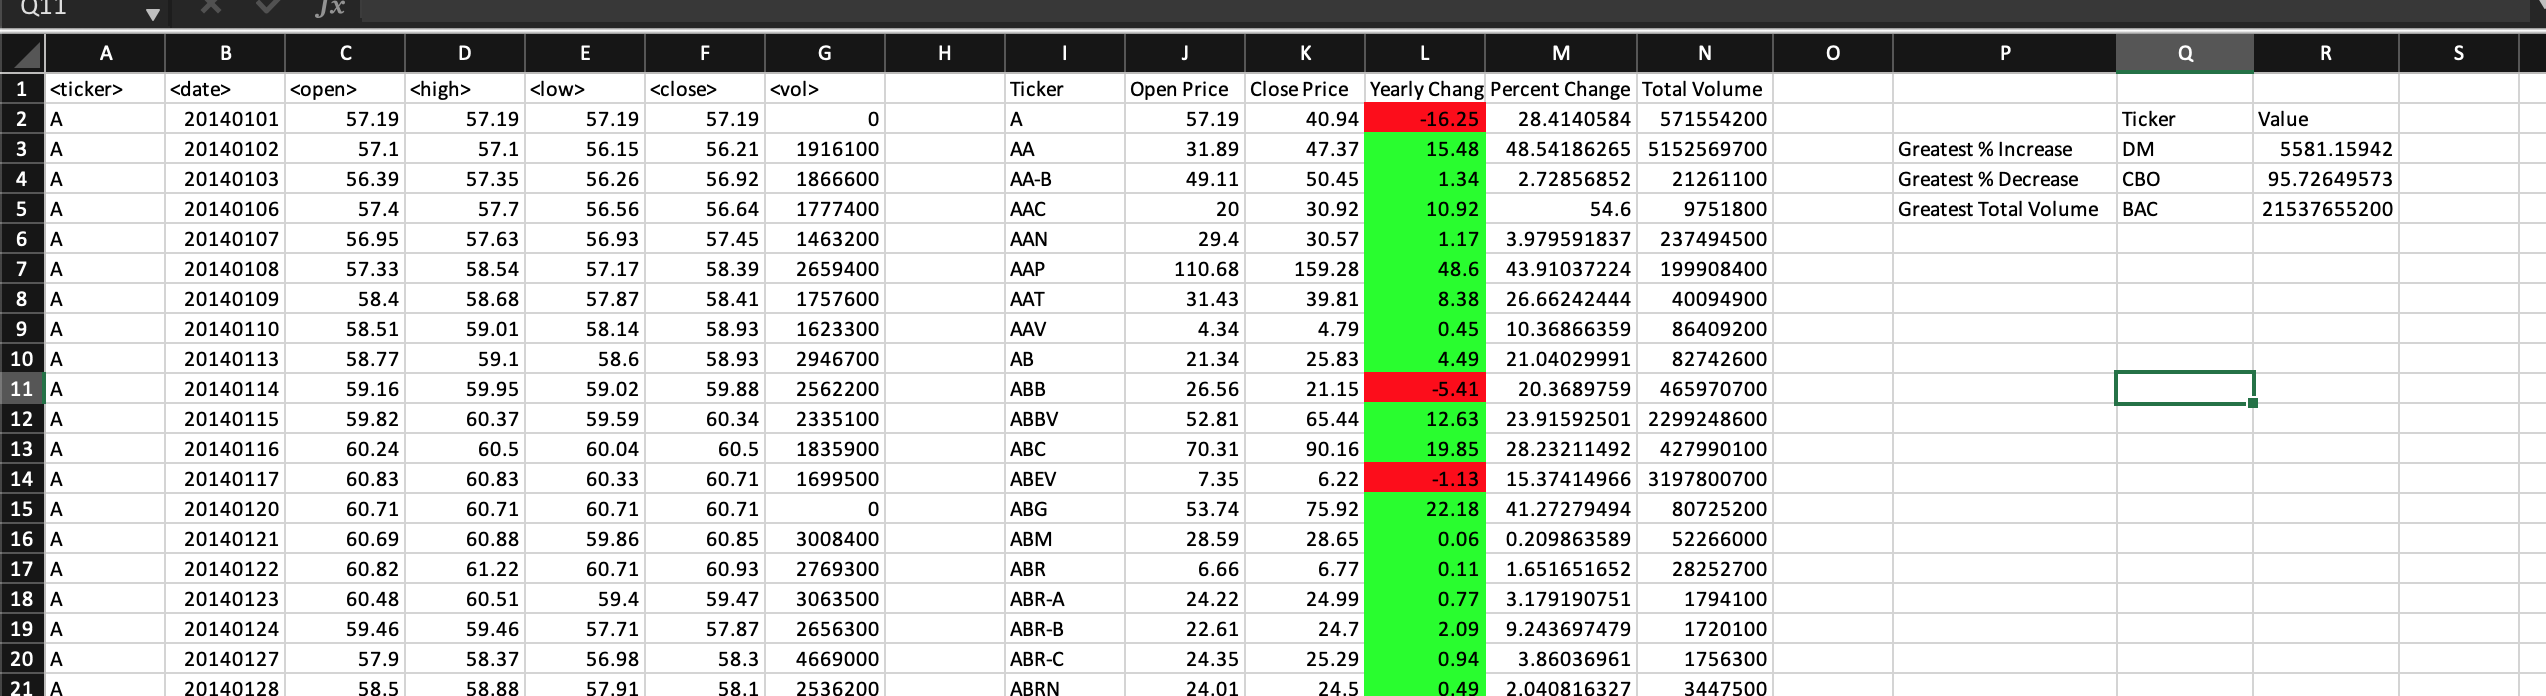 Q11 fx
A B C D E F G H I J K L M N O P Q R S
1 <ticker> <date> <open> <high> <low> <close> <vol> Ticker Open Price Close Price Yearly Chang Percent Change Total Volume
2 A 20140101 57.19 57.19 57.19 57.19 0 A 57.19 40.94 -16.25 28.4140584 571554200 Ticker Value
3 A 20140102 57.1 57.1 56.15 56.21 1916100 AA 31.89 47.37 15.48 48.54186265 5152569700 Greatest % Increase DM 5581.15942
4 A 20140103 56.39 57.35 56.26 56.92 1866600 AA-B 49.11 50.45 1.34 2.72856852 21261100 Greatest % Decrease CBO 95.72649573
5 A 20140106 57.4 57.7 56.56 56.64 1777400 AAC 20 30.92 10.92 54.6 9751800 Greatest Total Volume BAC 21537655200
6 A 20140107 56.95 57.63 56.93 57.45 1463200 AAN 29.4 30.57 1.17 3.979591837 237494500
7 A 20140108 57.33 58.54 57.17 58.39 2659400 AAP 110.68 159.28 48.6 43.91037224 199908400
8 A 20140109 58.4 58.68 57.87 58.41 1757600 AAT 31.43 39.81 8.38 26.66242444 40094900
9 A 20140110 58.51 59.01 58.14 58.93 1623300 AAV 4.34 4.79 0.45 10.36866359 86409200
10 A 20140113 58.77 59.1 58.6 58.93 2946700 AB 21.34 25.83 4.49 21.04029991 82742600
11 A 20140114 59.16 59.95 59.02 59.88 2562200 ABB 26.56 21.15 -5.41 20.3689759 465970700
12 A 20140115 59.82 60.37 59.59 60.34 2335100 ABBV 52.81 65.44 12.63 23.91592501 2299248600
13 A 20140116 60.24 60.5 60.04 60.5 1835900 ABC 70.31 90.16 19.85 28.23211492 427990100
14 A 20140117 60.83 60.83 60.33 60.71 1699500 ABEV 7.35 6.22 -1.13 15.37414966 3197800700
15 A 20140120 60.71 60.71 60.71 60.71 0 ABG 53.74 75.92 22.18 41.27279494 80725200
16 A 20140121 60.69 60.88 59.86 60.85 3008400 ABM 28.59 28.65 0.06 0.209863589 52266000
17 A 20140122 60.82 61.22 60.71 60.93 2769300 ABR 6.66 6.77 0.11 1.651651652 28252700
18 A 20140123 60.48 60.51 59.4 59.47 3063500 ABR-A 24.22 24.99 0.77 3.179190751 1794100
19 A 20140124 59.46 59.46 57.71 57.87 2656300 ABR-B 22.61 24.7 2.09 9.243697479 1720100
20 A 20140127 57.9 58.37 56.98 58.3 4669000 ABR-C 24.35 25.29 0.94 3.86036961 1756300
21 A 20140128 58.5 58.88 57.91 58.1 2536200 ABRN 24.01 24.5 0.49 2.040816327 3447500